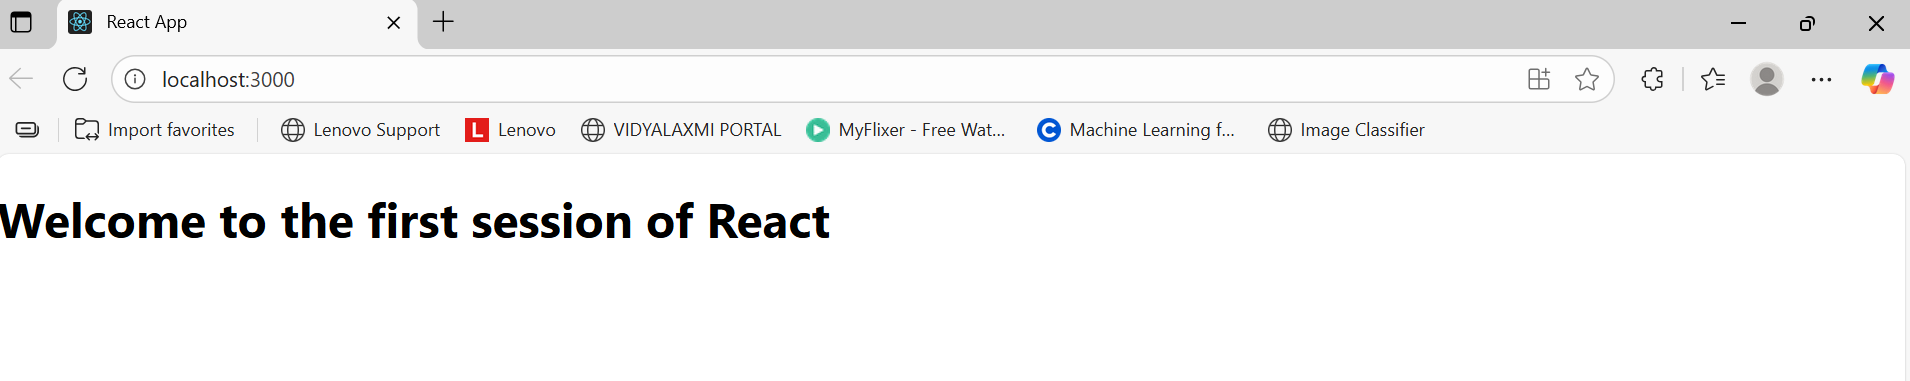 React App
localhost:3000
Import favorites Lenovo Support L Lenovo VIDYALAXMI PORTAL MyFlixer - Free Wat... C Machine Learning f... Image Classifier
Welcome to the first session of React